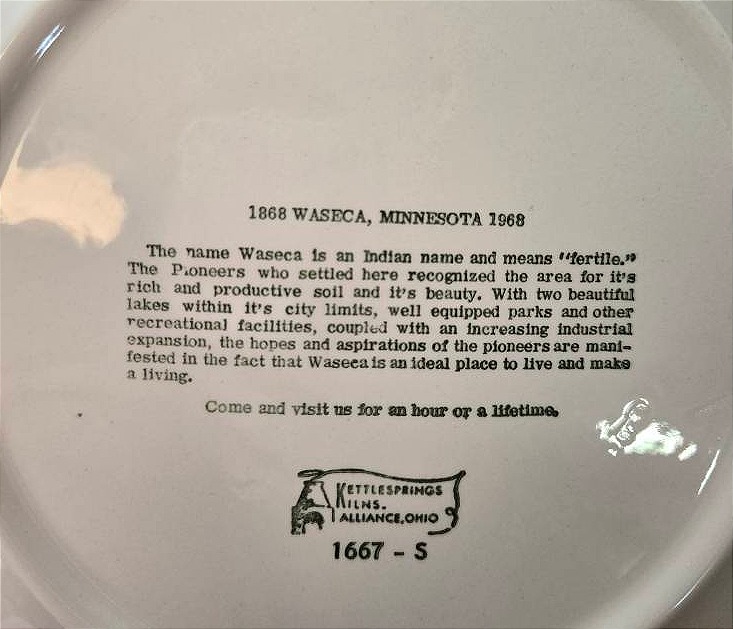 1868 WASECA, MINNESOTA 1968
The name Waseca is an Indian name and means "fertile."
The Pioneers who settled here recognized the area for it's
rich and productive soil and it's beauty. With two beautiful
lakes within it's city limits, well equipped parks and other
recreational facilities, coupled with an increasing industrial
expansion, the hopes and aspirations of the pioneers are mani-
fested in the fact that Waseca is an ideal place to live and make
a living.
Come and visit us for an hour or a lifetime.
KETTLESPRINGS
KILNS.
ALLIANCE, OHIO
1667 - S